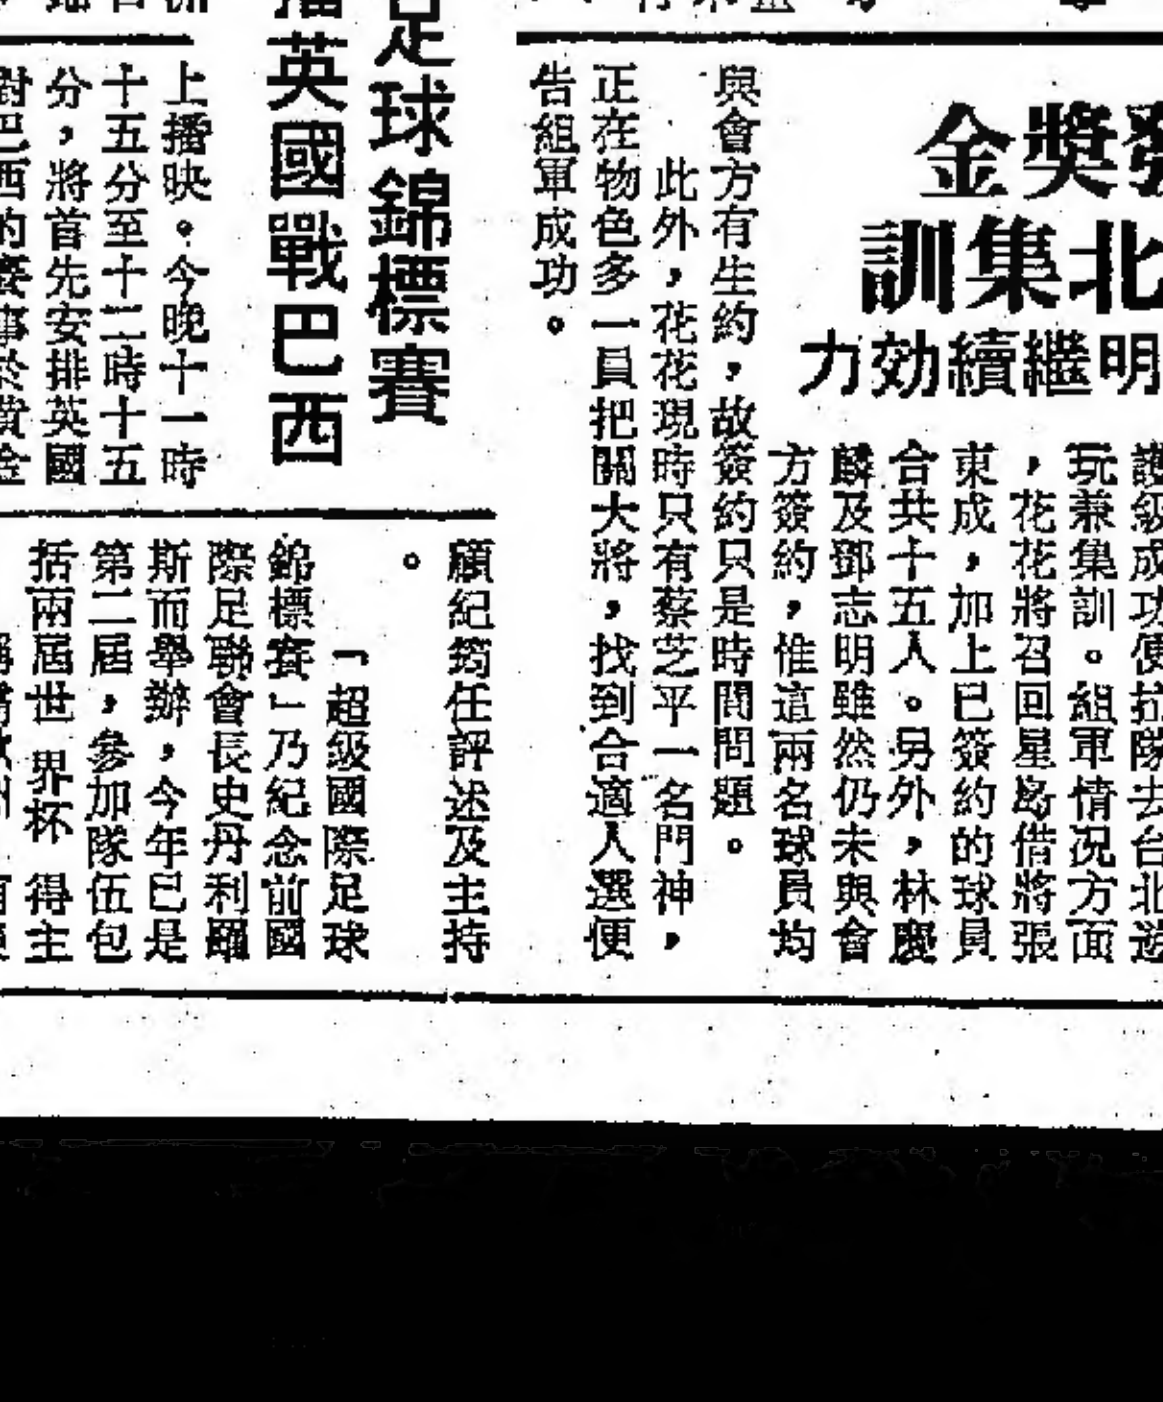 獎金
北集訓
明繼續効力
護級成功便拉隊去台北遊
玩兼集訓。組軍情况方面
，花花將召回星島借將張
東成，加上已簽約的球員
合共十五人。另外，林慶
麟及鄧志明雖然仍未與會
方簽約，惟這兩名球員均
與會方有生約，故簽約只是時間問題。
此外，花花現時只有蔡芝平一名門神，
正在物色多一員把關大將，找到合適人選便
告組軍成功。
足球錦標賽
播英國戰巴西
上播映。今晚十一時
十五分至十二時十五
分，將首先安排英國
對巴西的賽事於黃金
顧紀筠任評述及主持
。
「超級國際足球
錦標賽」乃紀念前國
際足聯會長史丹利羅
斯而舉辦，今年已是
第二屆，參加隊伍包
括兩屆世界杯得主